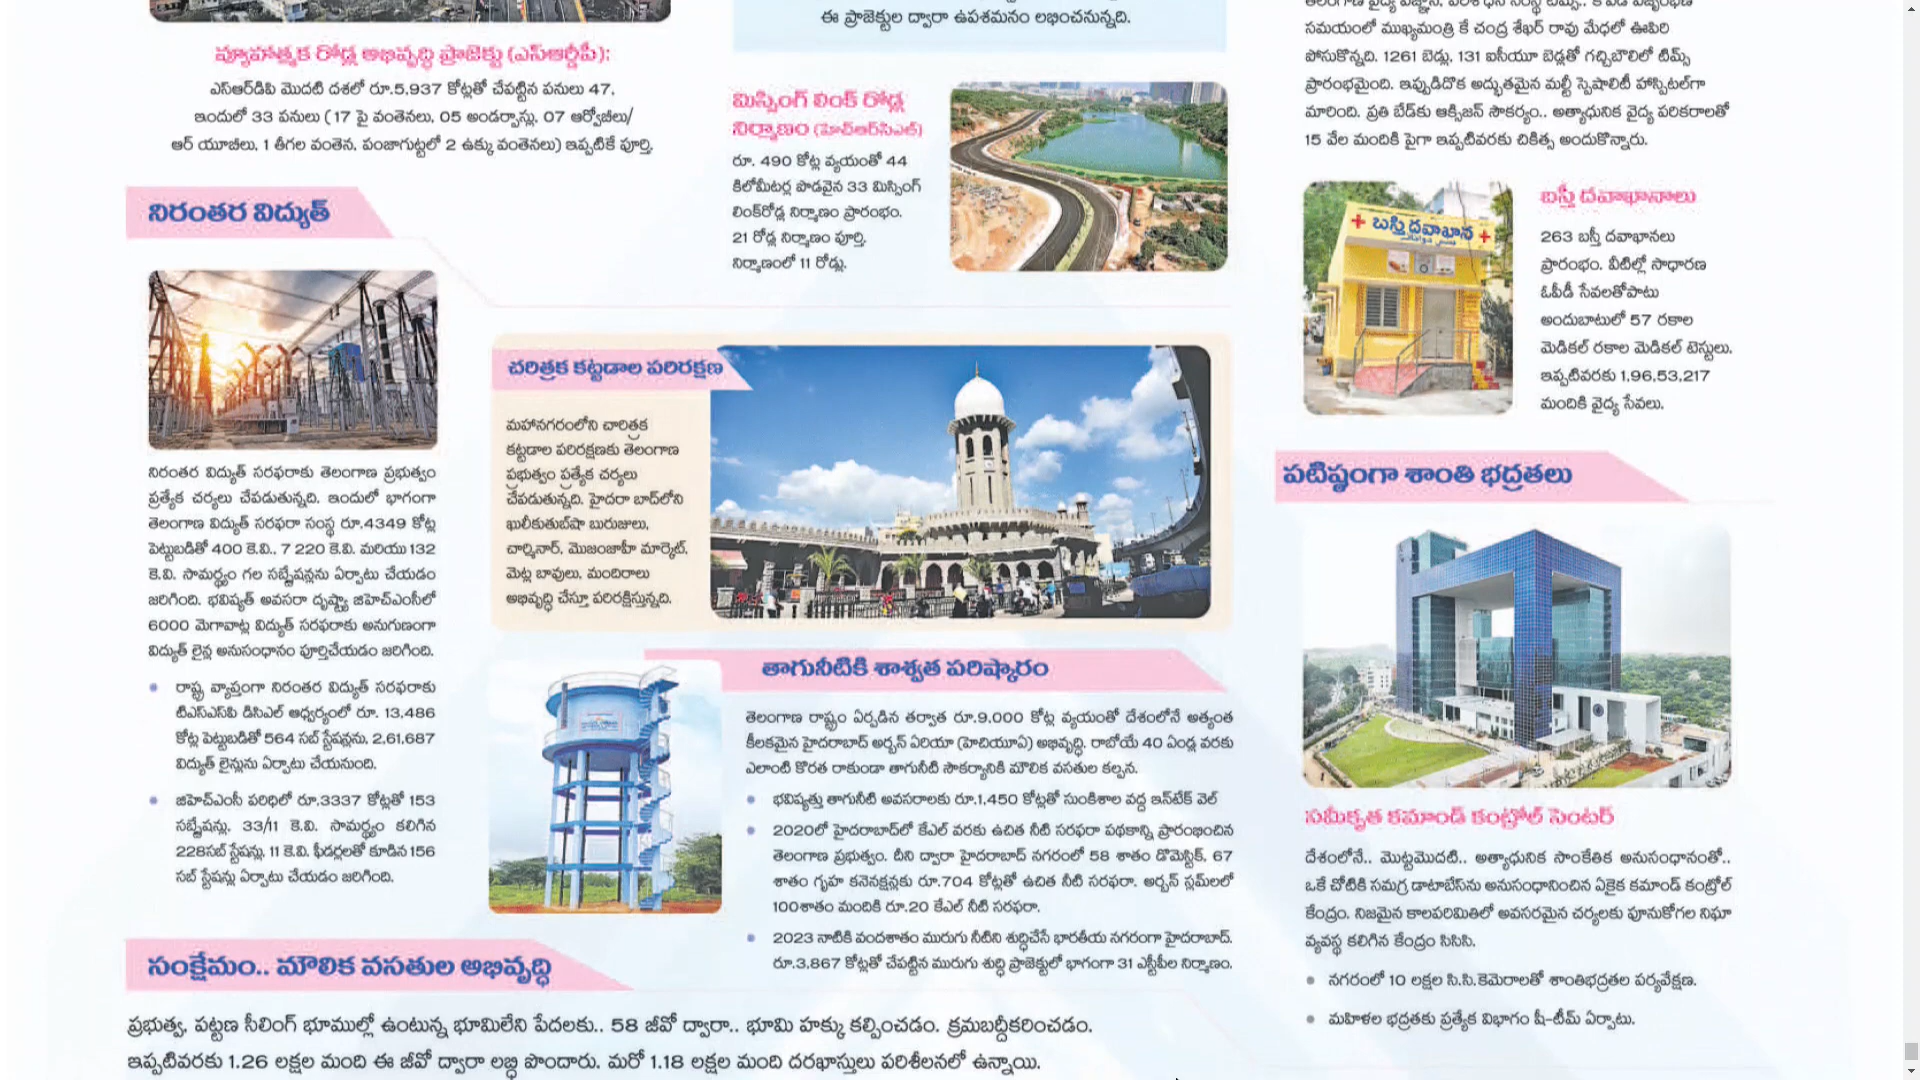 వ్యూహాత్మక రోడ్ల అభివృద్ధి ప్రాజెక్టు (ఎస్ఆర్డీపీ):
ఎస్ఆర్‌డిపి మొదటి దశలో రూ.5,937 కోట్లతో చేపట్టిన పనులు 47.
ఇందులో 33 పనులు (17 పై వంతెనలు, 05 అండర్పాస్లు, 07 ఆర్వోబీలు/
ఆర్ యూబీలు, 1 తీగల వంతెన, పంజాగుట్టలో 2 ఉక్కు వంతెనలు) ఇప్పటికే పూర్తి.
నిరంతర విద్యుత్
నిరంతర విద్యుత్ సరఫరాకు తెలంగాణ ప్రభుత్వం
ప్రత్యేక చర్యలు చేపడుతున్నది. ఇందులో భాగంగా
తెలంగాణ విద్యుత్ సరఫరా సంస్థ రూ.4349 కోట్ల
పెట్టుబడితో 400 కె.వి., 7 220 కె.వి. మరియు 132
కె.వి. సామర్థ్యం గల సబ్స్టేషన్లను ఏర్పాటు చేయడం
జరిగింది. భవిష్యత్ అవసరా దృష్ట్యా జిహెచ్ఎంసీలో
6000 మెగావాట్ల విద్యుత్ సరఫరాకు అనుగుణంగా
విద్యుత్ లైన్ల అనుసంధానం పూర్తిచేయడం జరిగింది.
• రాష్ట్ర వ్యాప్తంగా నిరంతర విద్యుత్ సరఫరాకు
టిఎస్ఎస్‌పి డిసిఎల్ ఆధ్వర్యంలో రూ. 13,486
కోట్ల పెట్టుబడితో 564 సబ్ స్టేషన్లను, 2,61,687
విద్యుత్ లైన్లును ఏర్పాటు చేయనుంది.
• జిహెచ్ఎంసీ పరిధిలో రూ.3337 కోట్లతో 153
సబ్స్టేషన్లు, 33/11 కె.వి. సామర్థ్యం కలిగిన
228సబ్ స్టేషన్లు, 11 కె.వి. ఫీడర్లలతో కూడిన 156
సబ్ స్టేషన్లు ఏర్పాటు చేయడం జరిగింది.
ఈ ప్రాజెక్టుల ద్వారా ఉపశమనం లభించనున్నది.
మిస్సింగ్ లింక్ రోడ్ల
నిర్మాణం (హెచ్ఆర్‌సిఎల్)
రూ. 490 కోట్ల వ్యయంతో 44
కిలోమీటర్ల పొడవైన 33 మిస్సింగ్
లింక్‌రోడ్ల నిర్మాణం ప్రారంభం.
21 రోడ్ల నిర్మాణం పూర్తి.
నిర్మాణంలో 11 రోడ్లు.
చరిత్రక కట్టడాల పరిరక్షణ
మహానగరంలోని చారిత్రక
కట్టడాల పరిరక్షణకు తెలంగాణ
ప్రభుత్వం ప్రత్యేక చర్యలు
చేపడుతున్నది. హైదరా బాద్‌లోని
ఖులీకుతుబ్‌షా బురుజులు,
చార్మినార్, మొజంజాహీ మార్కెట్,
మెట్ల బావులు, మందిరాలు
అభివృద్ధి చేస్తూ పరిరక్షిస్తున్నది.
తాగునీటికి శాశ్వత పరిష్కారం
తెలంగాణ రాష్ట్రం ఏర్పడిన తర్వాత రూ.9,000 కోట్ల వ్యయంతో దేశంలోనే అత్యంత
కీలకమైన హైదరాబాద్ అర్బన్ ఏరియా (హెచియూఏ) అభివృద్ధి. రాబోయే 40 ఏండ్ల వరకు
ఎలాంటి కొరత రాకుండా తాగునీటి సౌకర్యానికి మౌలిక వసతుల కల్పన.
• భవిష్యత్తు తాగునీటి అవసరాలకు రూ.1,450 కోట్లతో సుంకిశాల వద్ద ఇన్‌టేక్ వెల్
• 2020లో హైదరాబాద్‌లో కేఎల్ వరకు ఉచిత నీటి సరఫరా పథకాన్ని ప్రారంభించిన
తెలంగాణ ప్రభుత్వం. దీని ద్వారా హైదరాబాద్ నగరంలో 58 శాతం డొమెస్టిక్, 67
శాతం గృహ కనెనక్షన్లకు రూ.704 కోట్లతో ఉచిత నీటి సరఫరా. అర్బన్ స్లమ్‌లలో
100శాతం మందికి రూ.20 కేఎల్ నీటి సరఫరా.
• 2023 నాటికి వందశాతం మురుగు నీటిని శుద్ధిచేసే భారతీయ నగరంగా హైదరాబాద్.
రూ.3,867 కోట్లతో చేపట్టిన మురుగు శుద్ధి ప్రాజెక్టులో భాగంగా 31 ఎస్టీపీల నిర్మాణం.
సంక్షేమం.. మౌలిక వసతుల అభివృద్ధి
ప్రభుత్వ, పట్టణ సీలింగ్ భూముల్లో ఉంటున్న భూమిలేని పేదలకు.. 58 జీవో ద్వారా.. భూమి హక్కు కల్పించడం. క్రమబద్ధీకరించడం.
ఇప్పటివరకు 1.26 లక్షల మంది ఈ జీవో ద్వారా లబ్ధి పొందారు. మరో 1.18 లక్షల మంది దరఖాస్తులు పరిశీలనలో ఉన్నాయి.
సమయంలో ముఖ్యమంత్రి కే చంద్ర శేఖర్ రావు మేధలో ఊపిరి
పోసుకొన్నది. 1261 బెడ్లు, 131 ఐసీయూ బెడ్లతో గచ్చిబౌలిలో టిమ్స్
ప్రారంభమైంది. ఇప్పుడిదొక అద్భుతమైన మల్టీ స్పెషాలిటీ హాస్పిటల్‌గా
మారింది. ప్రతి బేడ్‌కు ఆక్సిజన్ సౌకర్యం.. అత్యాధునిక వైద్య పరికరాలతో
15 వేల మందికి పైగా ఇప్పటివరకు చికిత్స అందుకొన్నారు.
బస్తీ దవాఖాన
బస్తీ దవాఖానాలు
263 బస్తీ దవాఖానలు
ప్రారంభం. వీటిల్లో సాధారణ
ఓపీడీ సేవలతోపాటు
అందుబాటులో 57 రకాల
మెడికల్ రకాల మెడికల్ టెస్టులు.
ఇప్పటివరకు 1,96,53,217
మందికి వైద్య సేవలు.
పటిష్ఠంగా శాంతి భద్రతలు
సమీకృత కమాండ్ కంట్రోల్ సెంటర్
దేశంలోనే.. మొట్టమొదటి.. అత్యాధునిక సాంకేతిక అనుసంధానంతో..
ఒకే చోటికి సమగ్ర డాటాబేస్‌ను అనుసంధానించిన ఏకైక కమాండ్ కంట్రోల్
కేంద్రం. నిజమైన కాలపరిమితిలో అవసరమైన చర్యలకు పూనుకోగల నిఘా
వ్యవస్థ కలిగిన కేంద్రం సిసిసి.
• నగరంలో 10 లక్షల సి.సి.కెమెరాలతో శాంతిభద్రతల పర్యవేక్షణ.
• మహిళల భద్రతకు ప్రత్యేక విభాగం షీ-టీమ్ ఏర్పాటు.